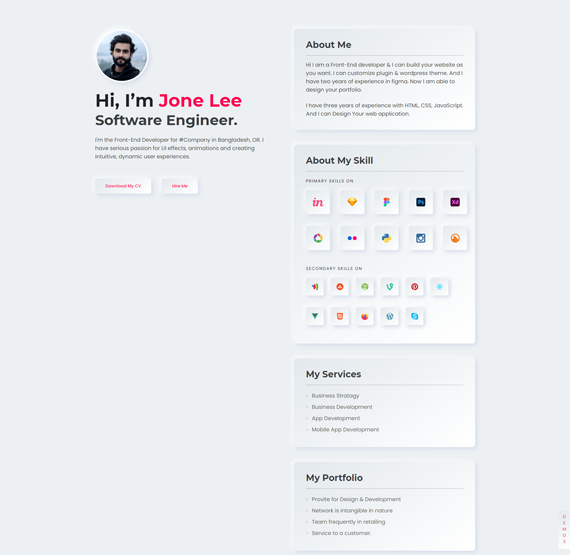 Hi, I'm Jone Lee
Software Engineer.
I'm the Front-End Developer for #Company in Bangladesh, OR. I
have serious passion for UI effects, animations and creating
intuitive, dynamic user experiences.
Download My CV
Hire Me
About Me
Hi I am a Front-End developer & I can build your website as
you want. I can customize plugin & wordpress theme. And I
have two years of experience in figma. Now I am able to
design your portfolio.
I have three years of experience with HTML, CSS, JavaScript.
And I can Design Your web application.
About My Skill
PRIMARY SKILLS ON
in
Ps
Xd
SECONDARY SKILLS ON
My Services
Business Stratagy
Business Development
App Development
Mobile App Development
My Portfolio
Provite for Design & Development
Network is intangible in nature
Team frequently in retailing
Service to a customer.
DEMOS